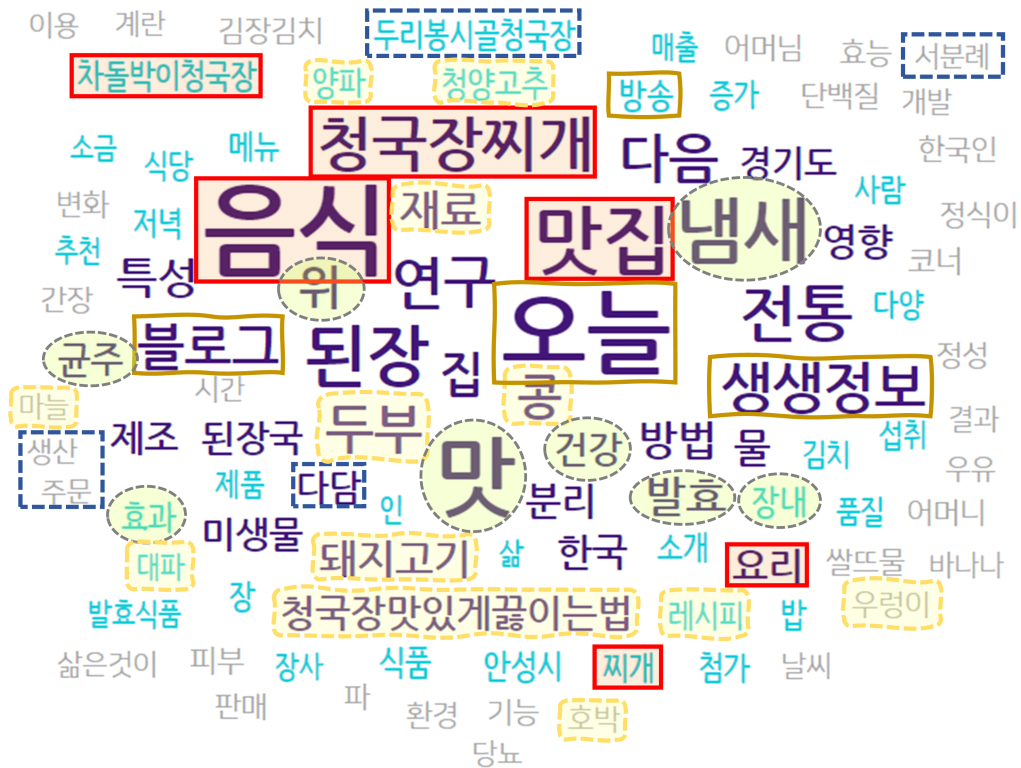 이용 계란 김장김치 두리봉시골청국장 매출 어머님 효능 서분례
차돌박이청국장 양파 청양고추 방송 증가 단백질 개발
소금 식당 메뉴 청국장찌개 다음 경기도 한국인
변화 저녁 음식 재료 맛집 냄새 사람 정식이
추천 특성 위 연구 영향 코너
간장 블로그 된장 집 오늘 전통 다양
균주 시간 콩 생생정보 정성
마늘 제조 된장국 두부 맛 건강 방법 물 김치 섭취 결과
생산 제품 다담 인 분리 발효 장내 품질 우유
주문 효과 미생물 어머니
대파 돼지고기 삶 한국 소개 요리 쌀뜨물 바나나
발효식품 장 청국장맛있게끓이는법 레시피 밥 우렁이
삶은것이 피부 장사 식품 안성시 찌개 첨가 날씨
판매 파 환경 기능 호박
당뇨